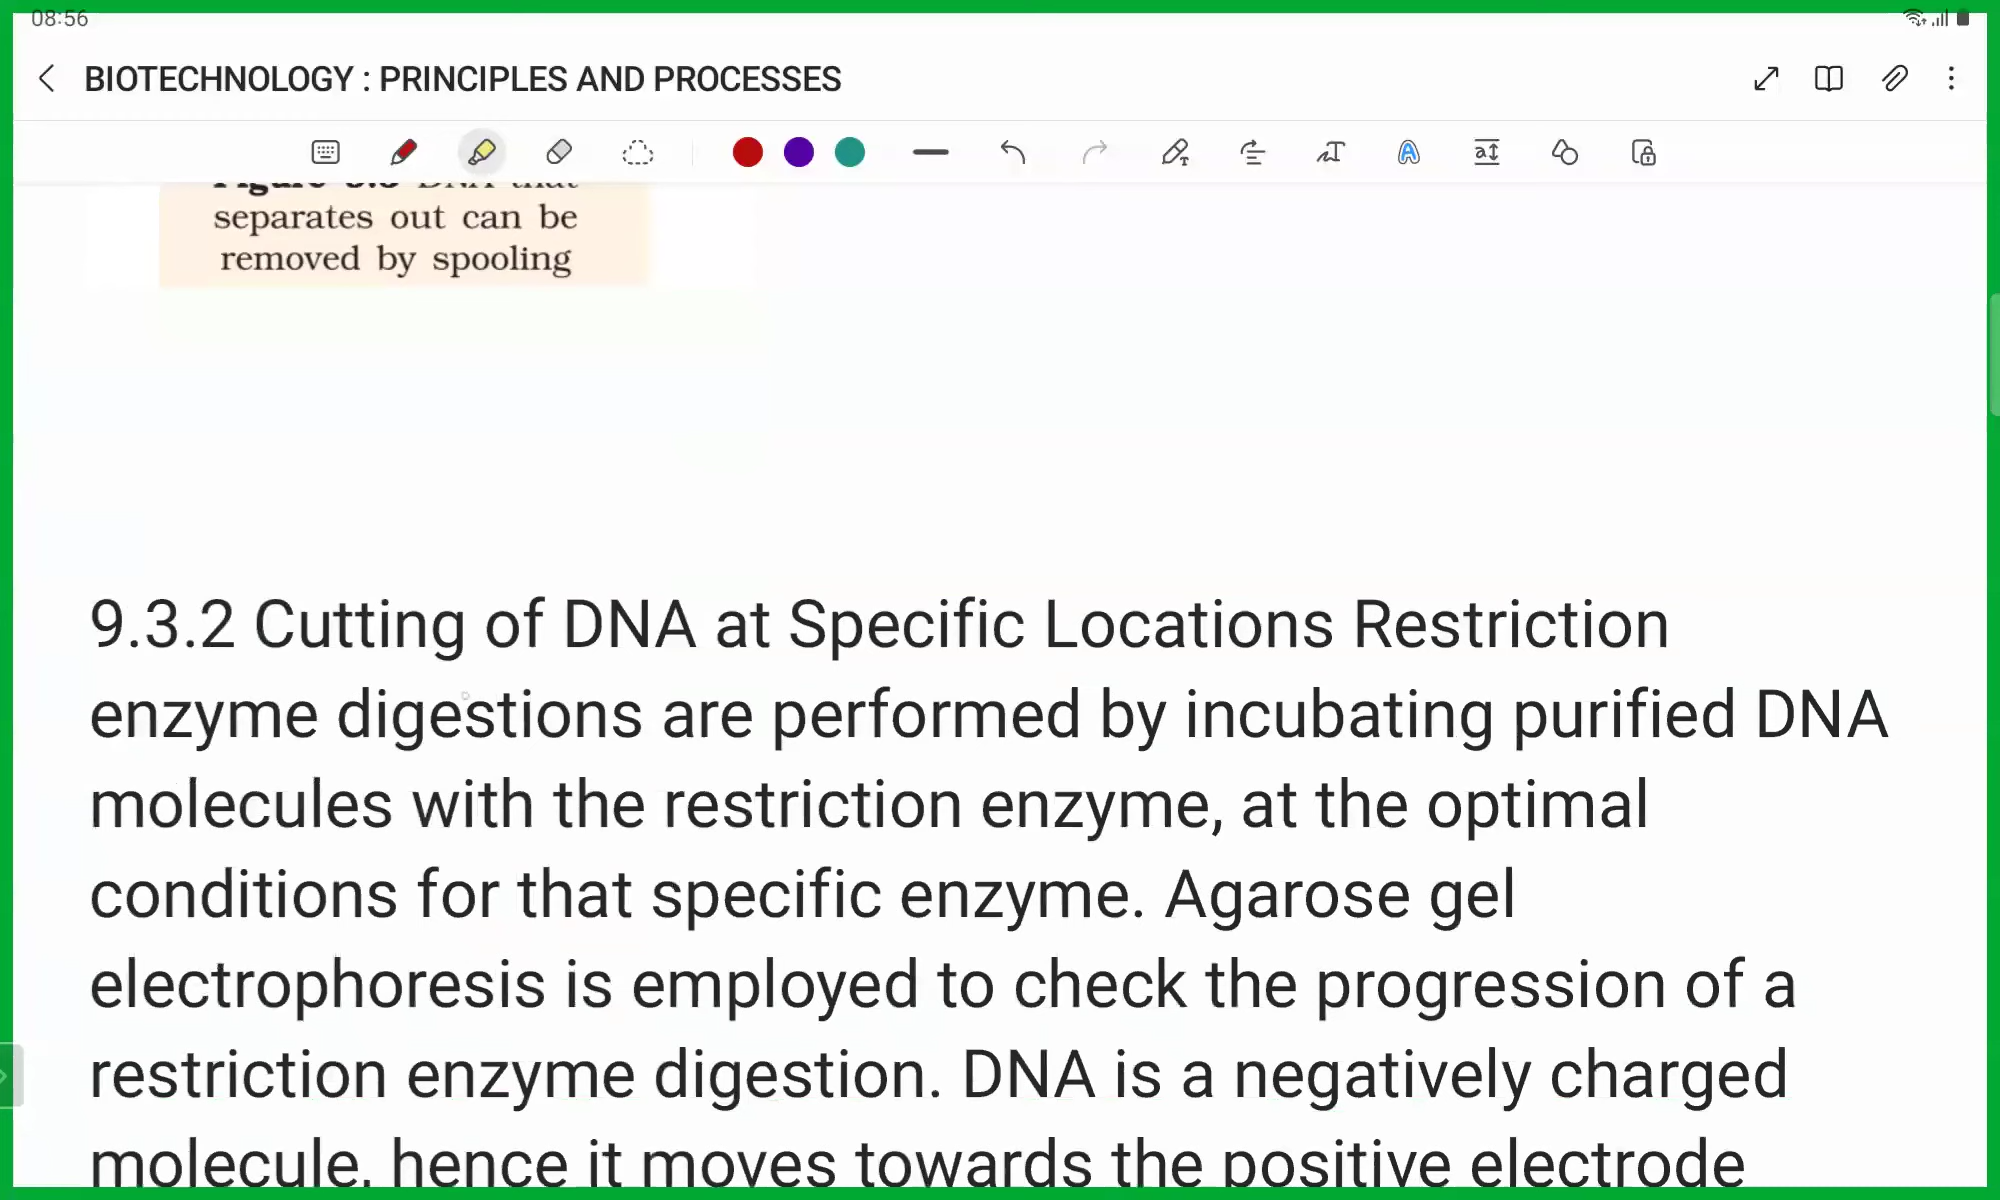 08:56
BIOTECHNOLOGY : PRINCIPLES AND PROCESSES
Figure DNA that
separates out can be
removed by spooling
9.3.2 Cutting of DNA at Specific Locations Restriction
enzyme digestions are performed by incubating purified DNA
molecules with the restriction enzyme, at the optimal
conditions for that specific enzyme. Agarose gel
electrophoresis is employed to check the progression of a
restriction enzyme digestion. DNA is a negatively charged
molecule, hence it moves towards the positive electrode